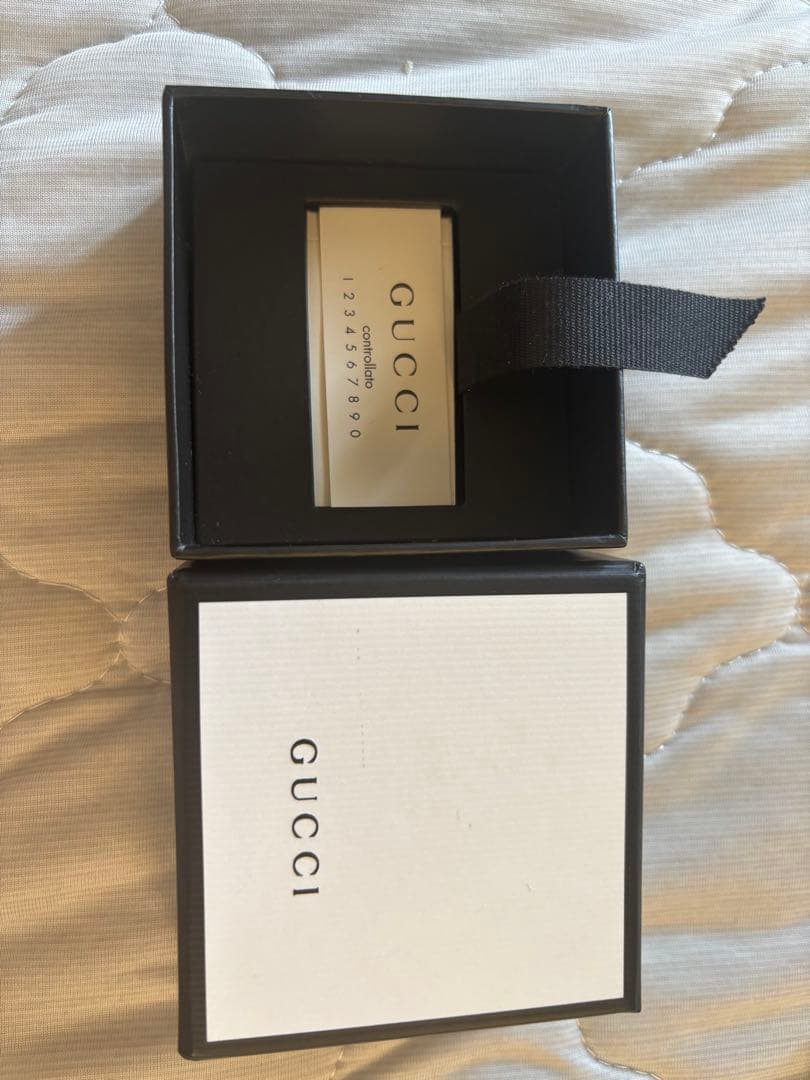 GUCCI
controllato
1 2 3 4 5 6 7 8 9 0
GUCCI